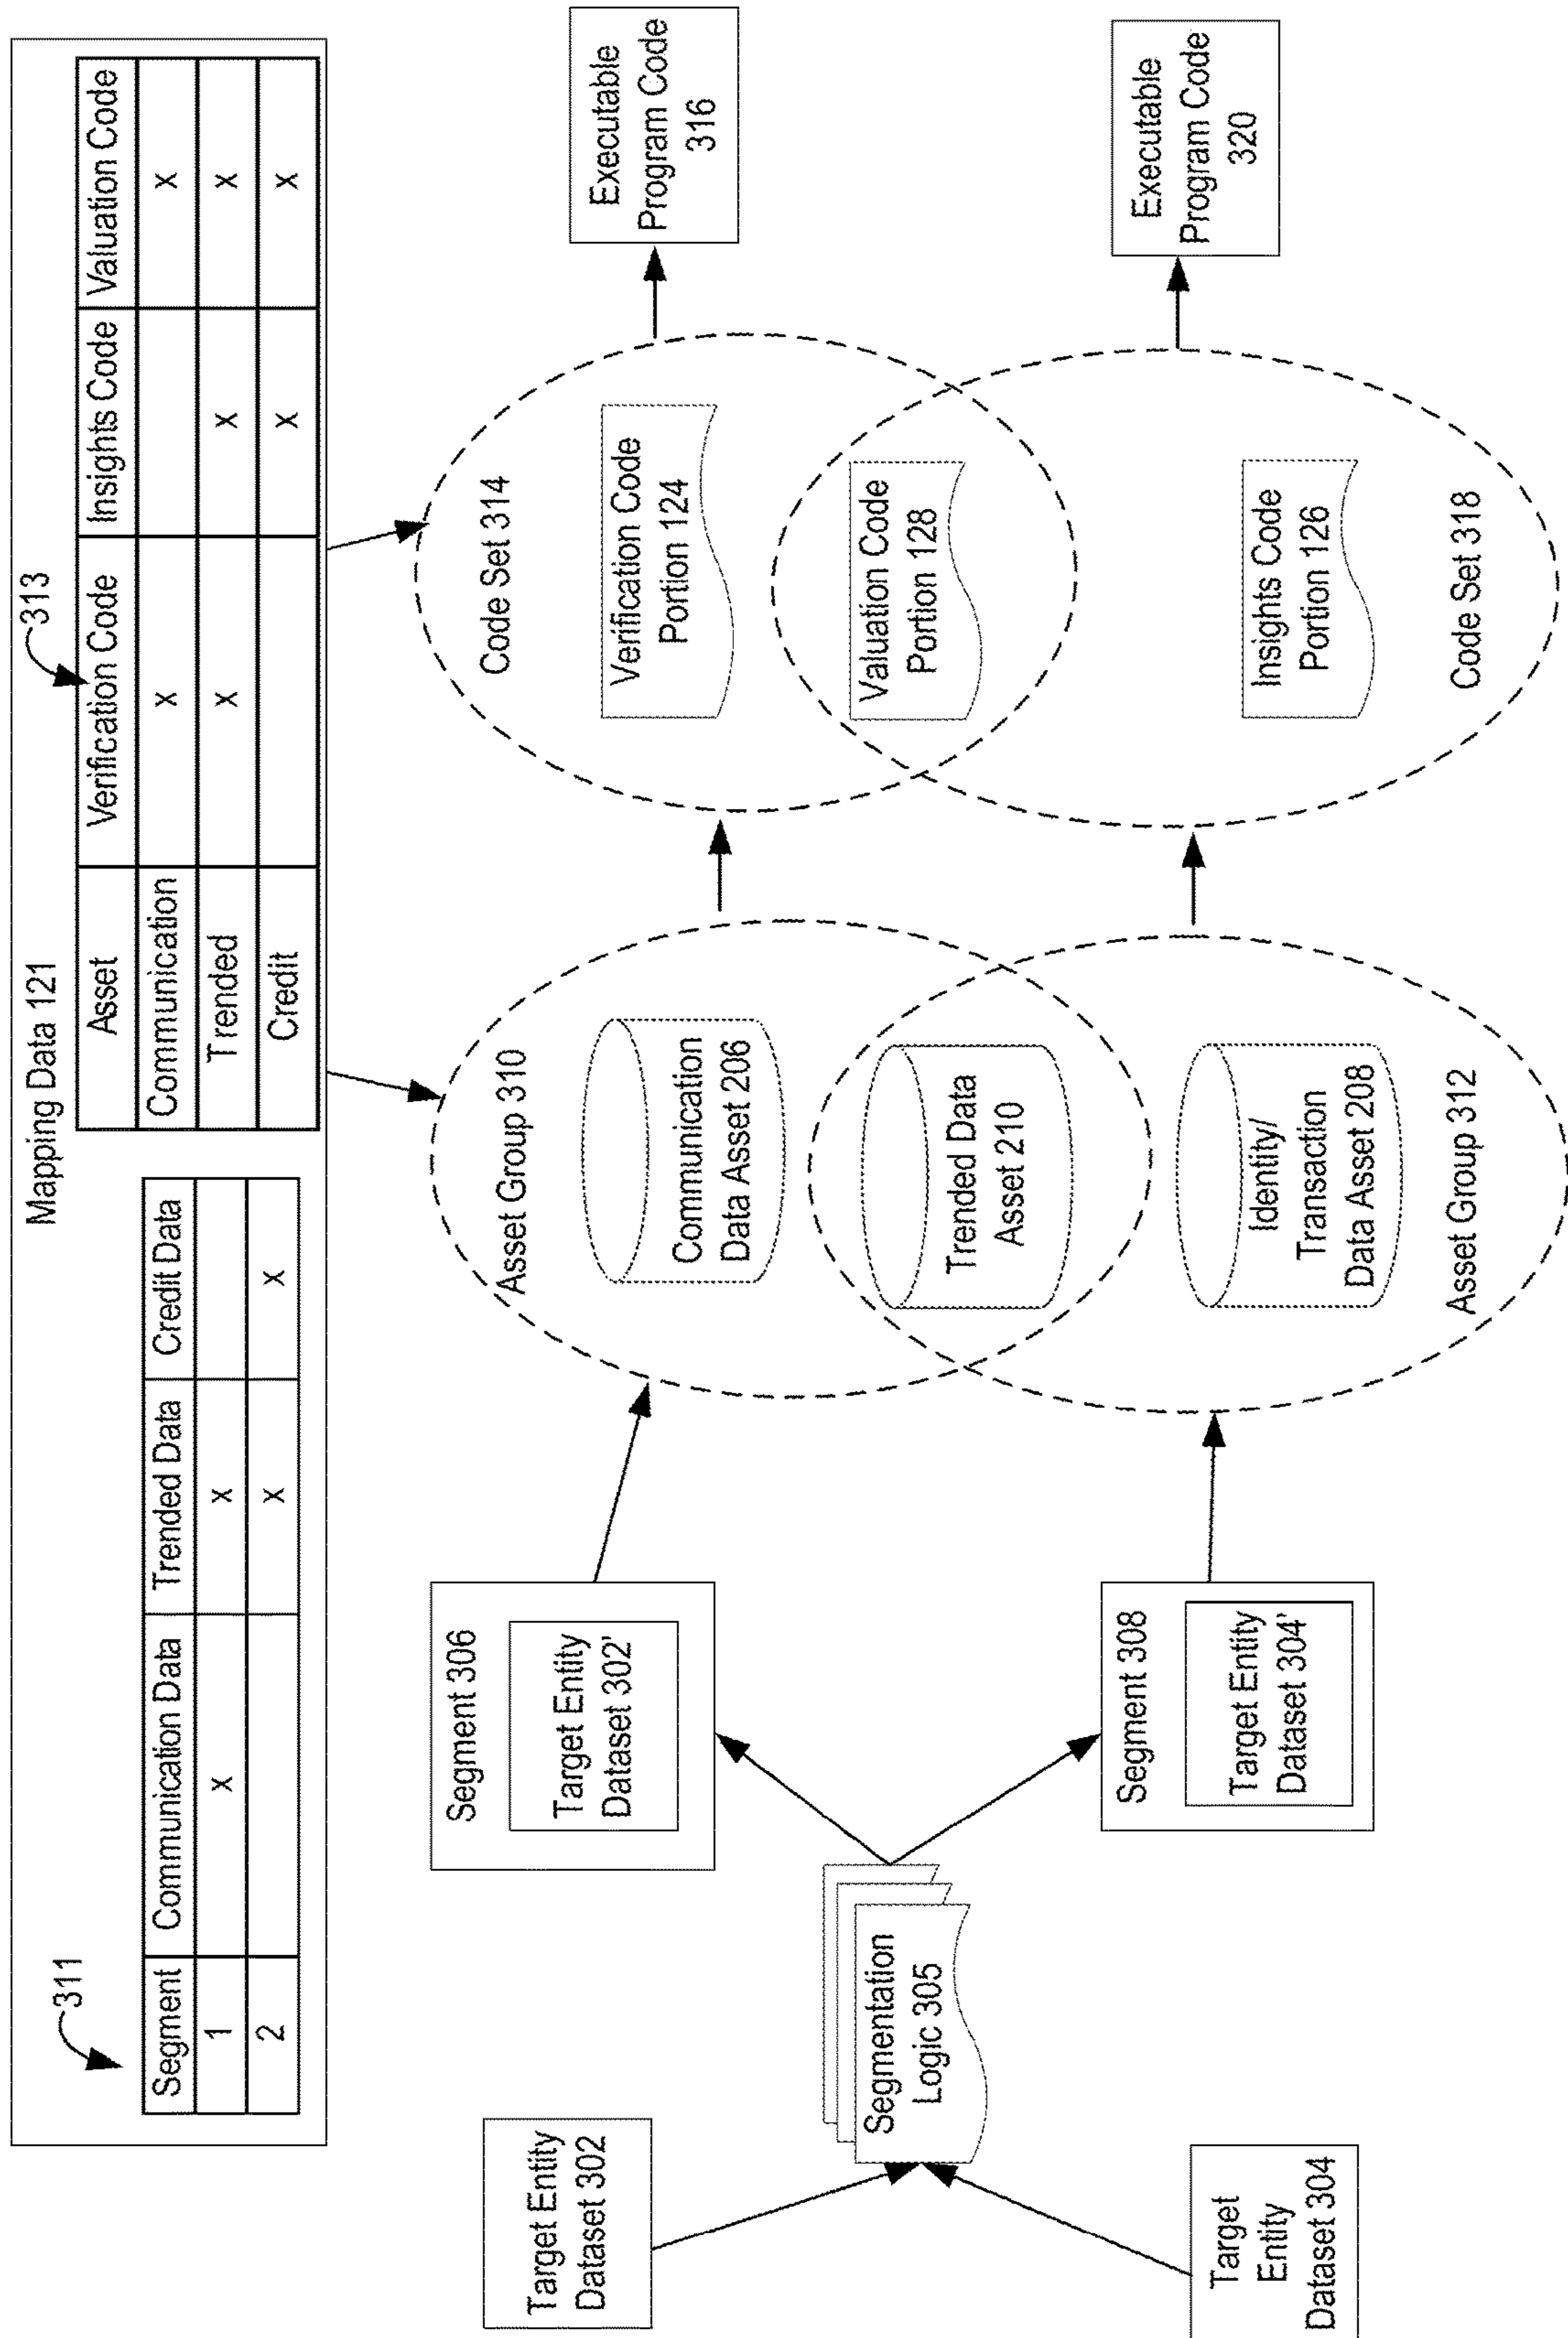 Mapping Data 121
311
Segment Communication Data Trended Data Credit Data
1 X X
2 X X
313
Asset Verification Code Insights Code Valuation Code
Communication X X
Trended X X X
Credit X X
Target Entity
Dataset 302
Target
Entity
Dataset 304
Segmentation
Logic 305
Segment 306
Target Entity
Dataset 302'
Segment 308
Target Entity
Dataset 304'
Asset Group 310
Communication
Data Asset 206
Trended Data
Asset 210
Identity/
Transaction
Data Asset 208
Asset Group 312
Code Set 314
Verification Code
Portion 124
Valuation Code
Portion 128
Insights Code
Portion 126
Code Set 318
Executable
Program Code
316
Executable
Program Code
320